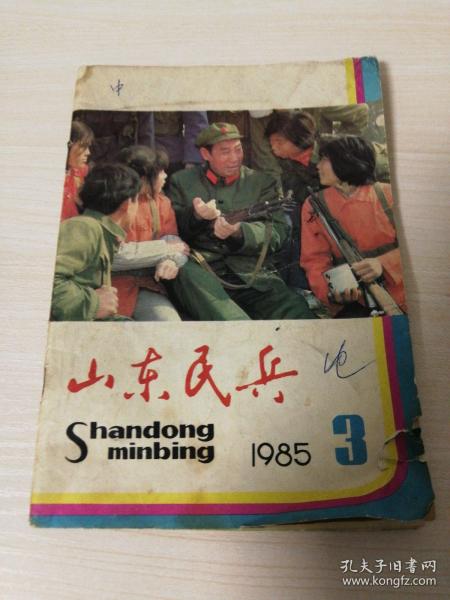 中
山东民兵
Shandong
minbing
1985 3
孔夫子旧书网
www.kongfz.com